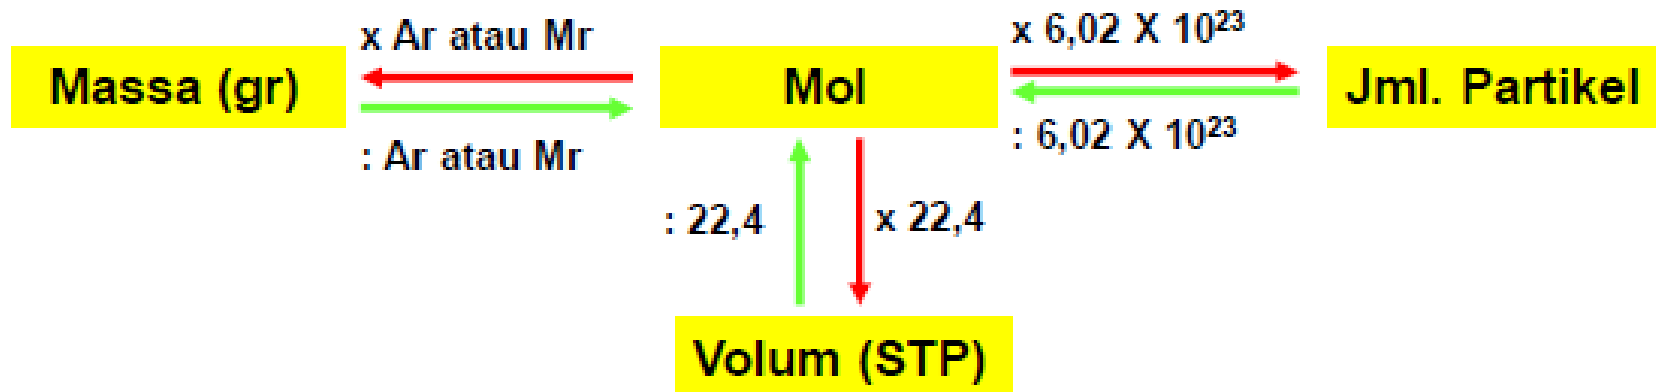 x Ar atau Mr
x 6,02 X 10²³
Massa (gr)
Mol
Jml. Partikel
: Ar atau Mr
: 6,02 X 10²³
: 22,4
x 22,4
Volum (STP)